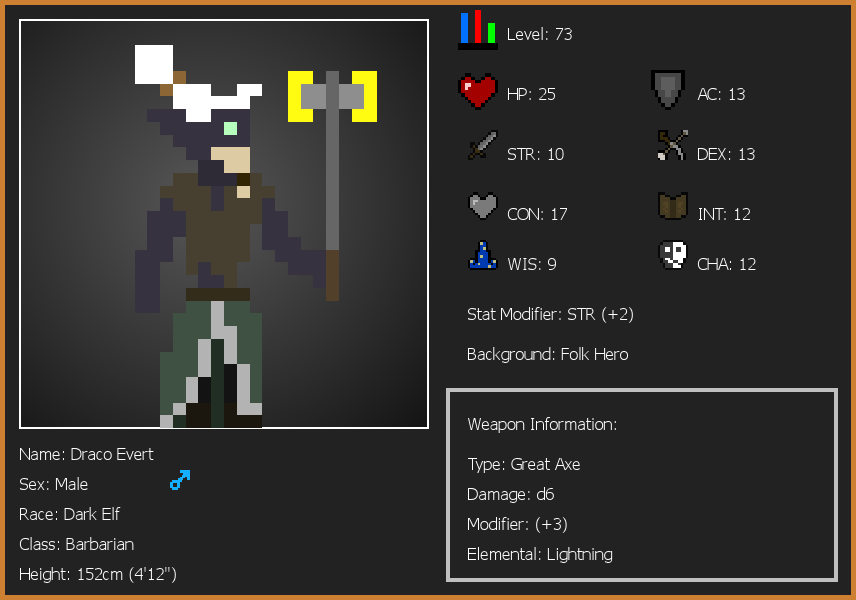 Level: 73
HP: 25
AC: 13
STR: 10
DEX: 13
CON: 17
INT: 12
WIS: 9
CHA: 12
Stat Modifier: STR (+2)
Background: Folk Hero
Weapon Information:
Type: Great Axe
Damage: d6
Modifier: (+3)
Elemental: Lightning
Name: Draco Evert
Sex: Male
Race: Dark Elf
Class: Barbarian
Height: 152cm (4'12")